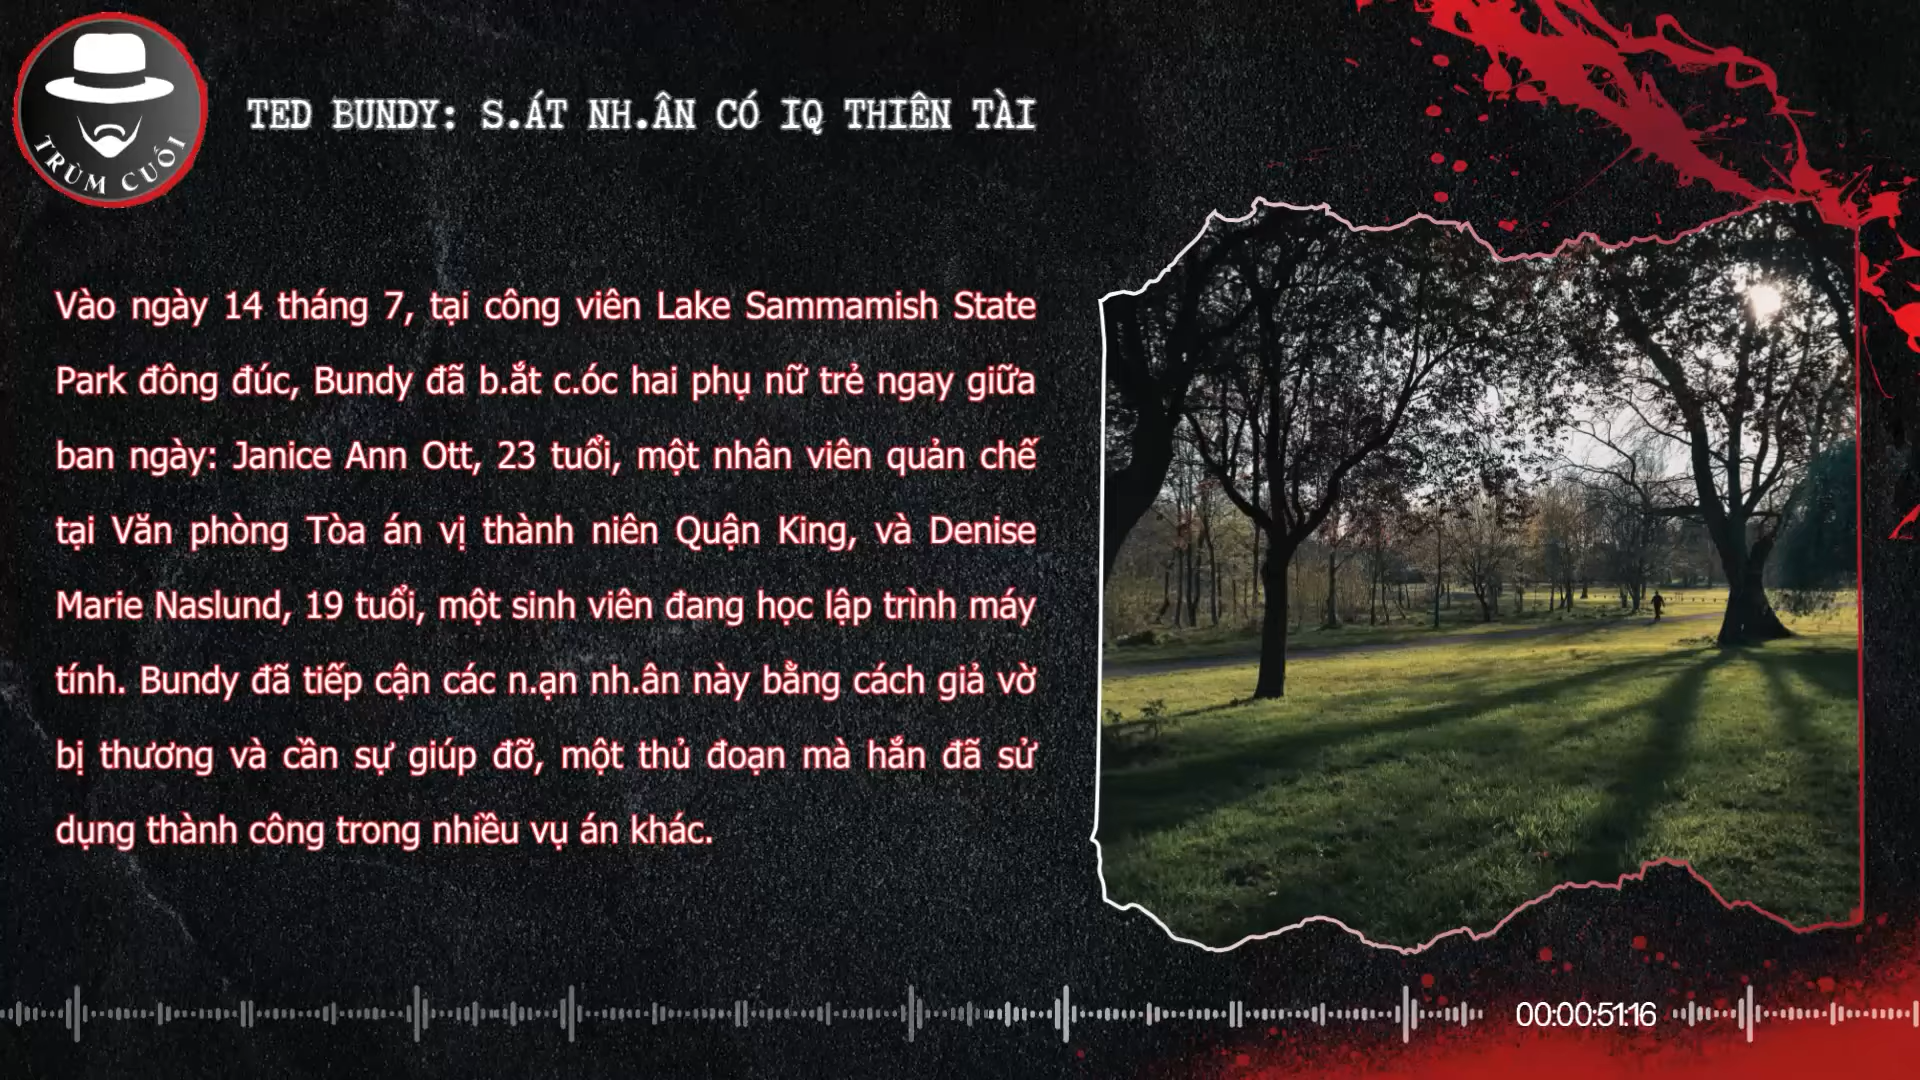 TRÙM CUỐI
TED BUNDY: S.ÁT NH.ÂN CÓ IQ THIÊN TÀI
Vào ngày 14 tháng 7, tại công viên Lake Sammamish State
Park đông đúc, Bundy đã b.ắt c.óc hai phụ nữ trẻ ngay giữa
ban ngày: Janice Ann Ott, 23 tuổi, một nhân viên quản chế
tại Văn phòng Tòa án vị thành niên Quận King, và Denise
Marie Naslund, 19 tuổi, một sinh viên đang học lập trình máy
tính. Bundy đã tiếp cận các n.ạn nh.ân này bằng cách giả vờ
bị thương và cần sự giúp đỡ, một thủ đoạn mà hắn đã sử
dụng thành công trong nhiều vụ án khác.
00:00:51:16